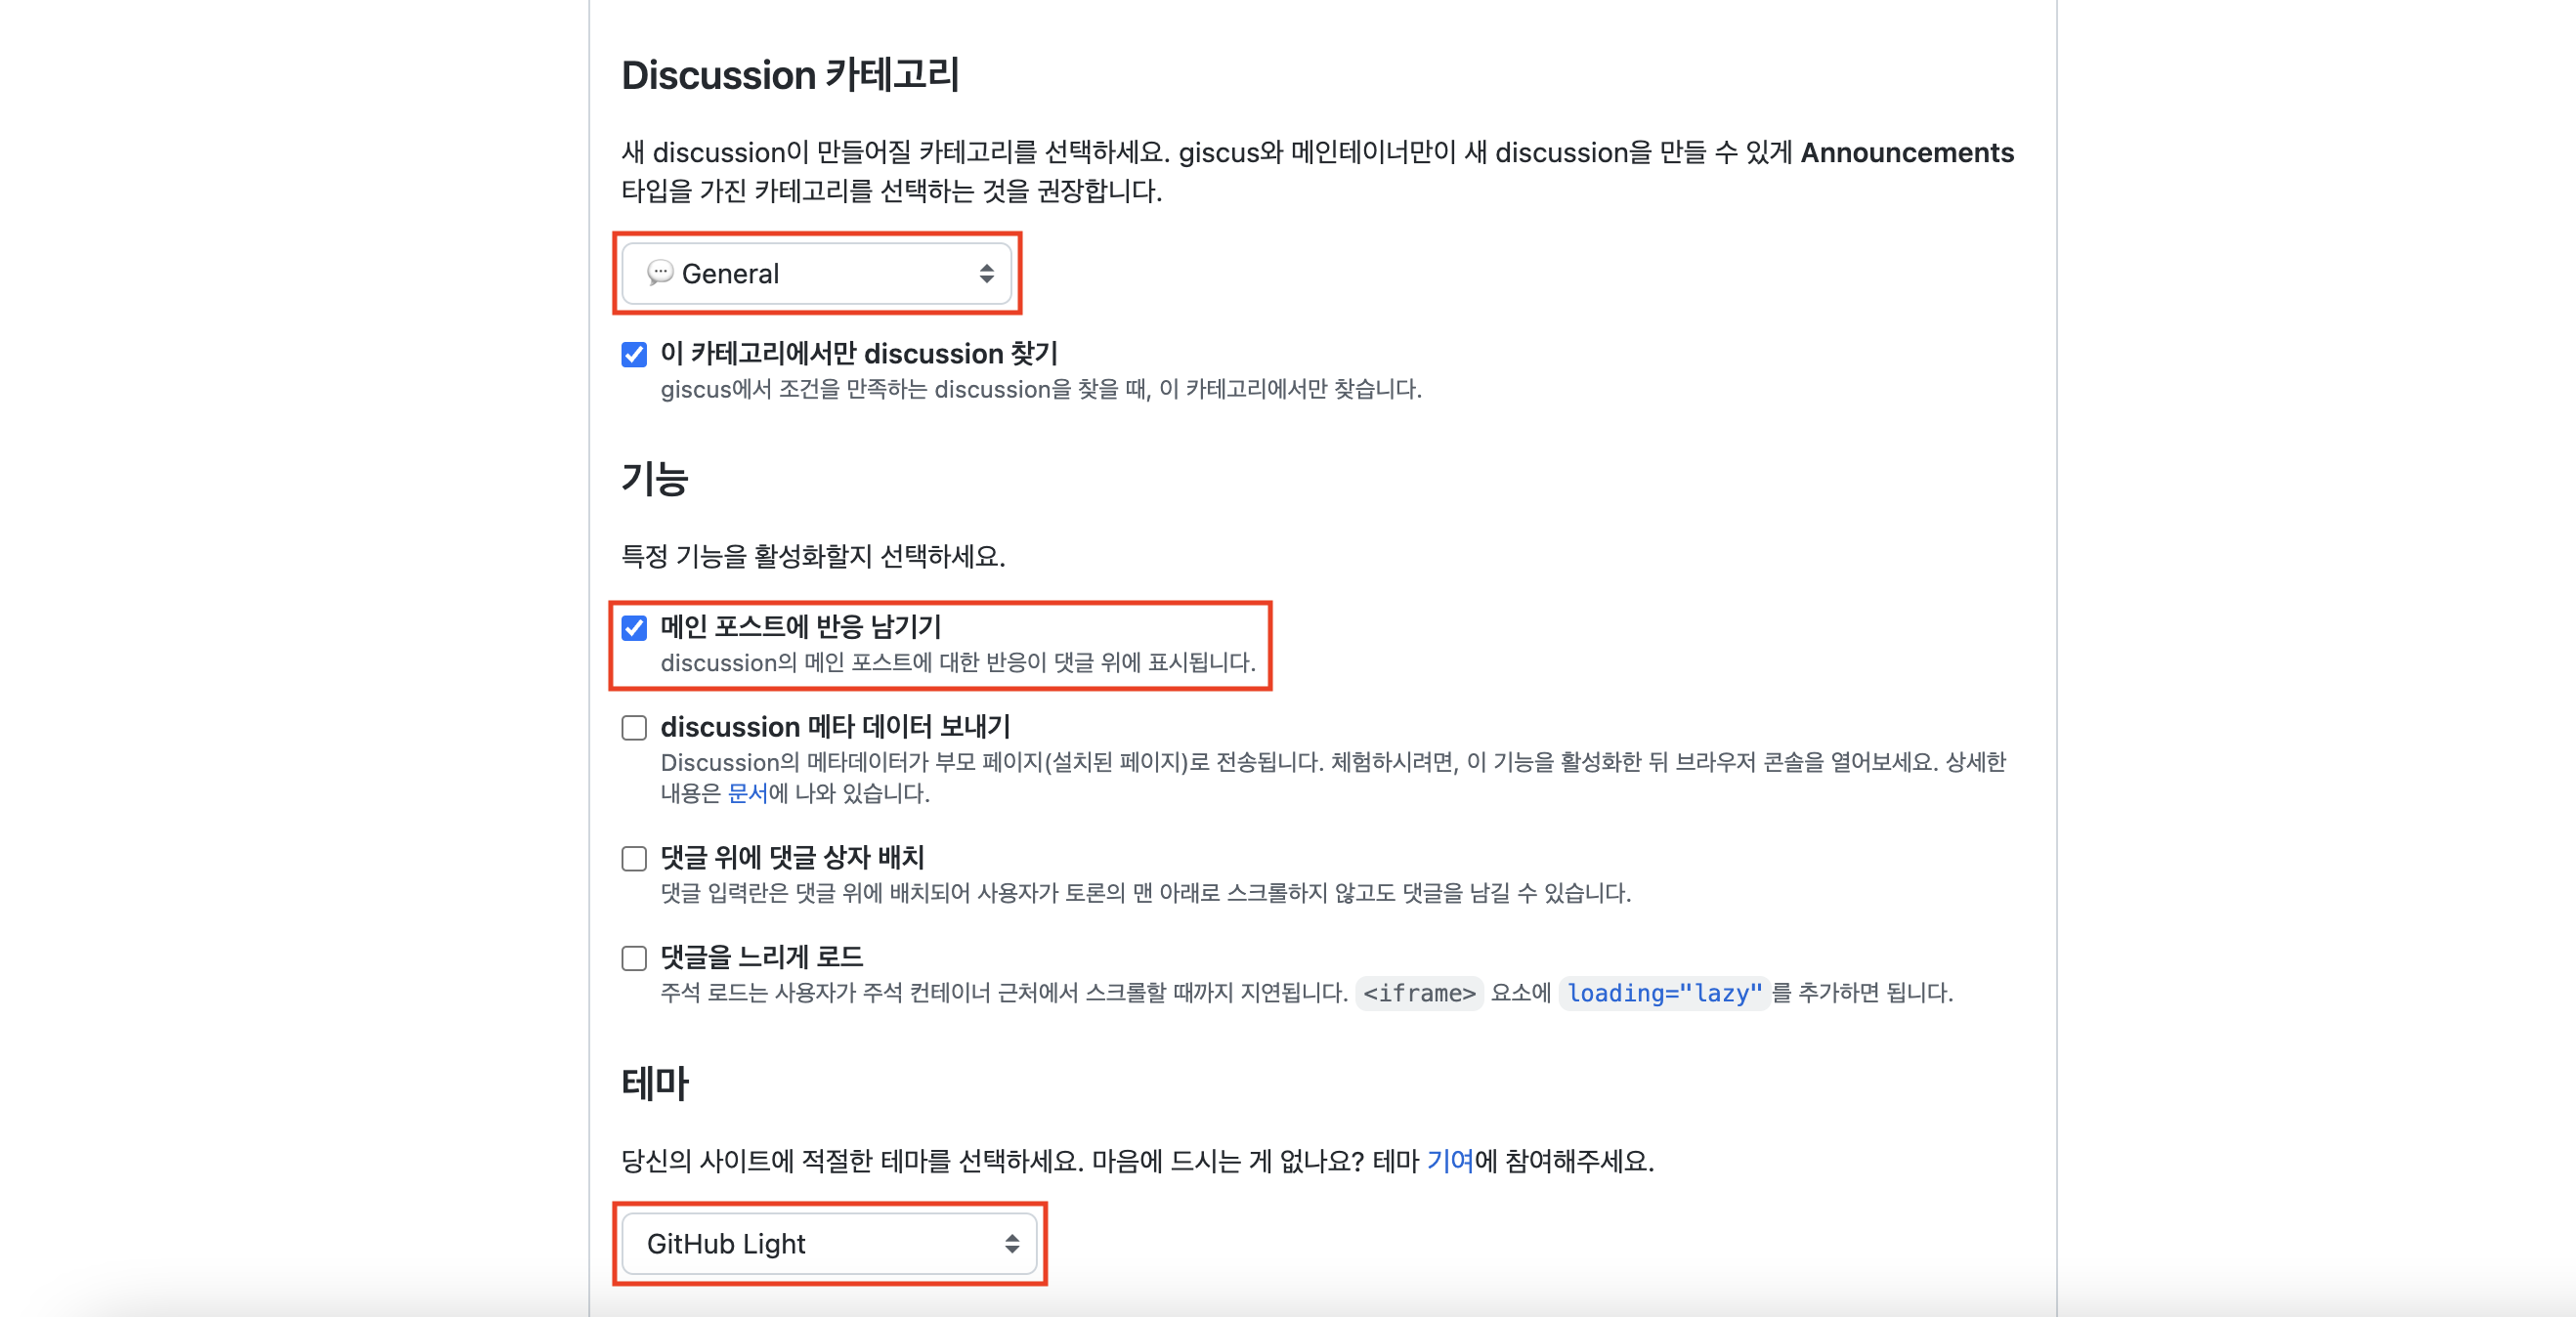 Discussion 카테고리
새 discussion이 만들어질 카테고리를 선택하세요. giscus와 메인테이너만이 새 discussion을 만들 수 있게 Announcements
타입을 가진 카테고리를 선택하는 것을 권장합니다.
💬 General
이 카테고리에서만 discussion 찾기
giscus에서 조건을 만족하는 discussion을 찾을 때, 이 카테고리에서만 찾습니다.
기능
특정 기능을 활성화할지 선택하세요.
메인 포스트에 반응 남기기
discussion의 메인 포스트에 대한 반응이 댓글 위에 표시됩니다.
discussion 메타 데이터 보내기
Discussion의 메타데이터가 부모 페이지(설치된 페이지)로 전송됩니다. 체험하시려면, 이 기능을 활성화한 뒤 브라우저 콘솔을 열어보세요. 상세한
내용은 문서에 나와 있습니다.
댓글 위에 댓글 상자 배치
댓글 입력란은 댓글 위에 배치되어 사용자가 토론의 맨 아래로 스크롤하지 않고도 댓글을 남길 수 있습니다.
댓글을 느리게 로드
주석 로드는 사용자가 주석 컨테이너 근처에서 스크롤할 때까지 지연됩니다. <iframe> 요소에 loading="lazy"를 추가하면 됩니다.
테마
당신의 사이트에 적절한 테마를 선택하세요. 마음에 드시는 게 없나요? 테마 기여에 참여해주세요.
GitHub Light